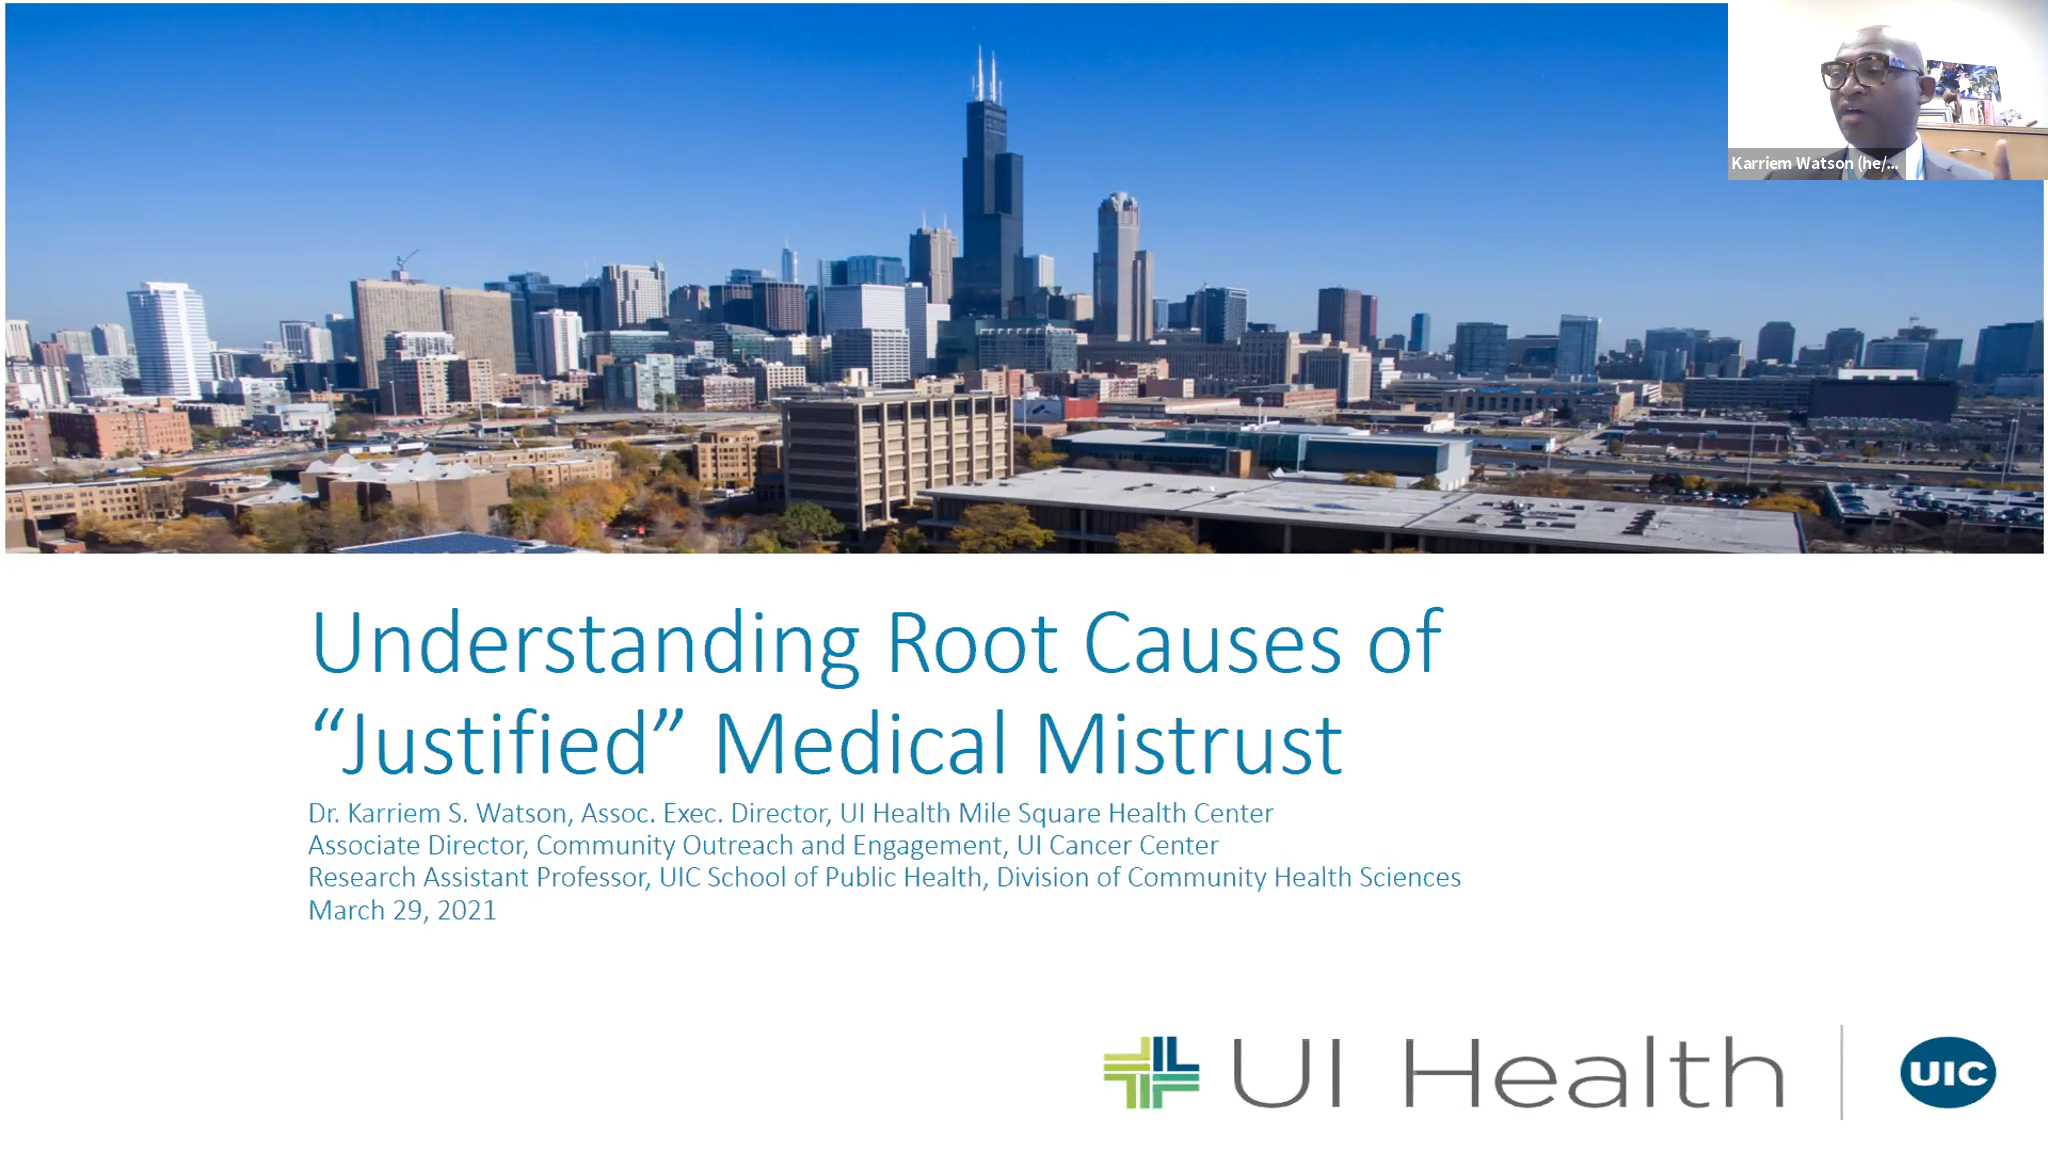 Karriem Watson (he/...
Understanding Root Causes of
“Justified” Medical Mistrust
Dr. Karriem S. Watson, Assoc. Exec. Director, UI Health Mile Square Health Center
Associate Director, Community Outreach and Engagement, UI Cancer Center
Research Assistant Professor, UIC School of Public Health, Division of Community Health Sciences
March 29, 2021
UI Health
UIC